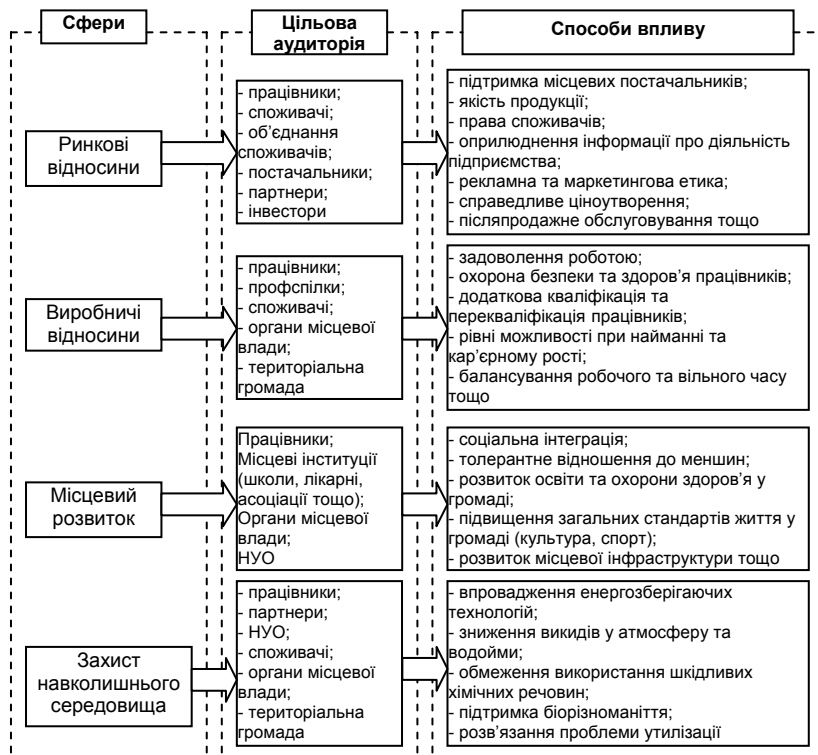 Сфери
Цільова
аудиторія
Способи впливу
Ринкові
відносини
- працівники;
- споживачі;
- об’єднання
споживачів;
- постачальники;
- партнери;
- інвестори
- підтримка місцевих постачальників;
- якість продукції;
- права споживачів;
- оприлюднення інформації про діяльність
підприємства;
- рекламна та маркетингова етика;
- справедливе ціноутворення;
- післяпродажне обслуговування тощо
Виробничі
відносини
- працівники;
- профспілки;
- споживачі;
- органи місцевої
влади;
- територіальна
громада
- задоволення роботою;
- охорона безпеки та здоров’я працівників;
- додаткова кваліфікація та
перекваліфікація працівників;
- рівні можливості при найманні та
кар’єрному рості;
- балансування робочого та вільного часу
тощо
Місцевий
розвиток
Працівники;
Місцеві інституції
(школи, лікарні,
асоціації тощо);
Органи місцевої
влади;
НУО
- соціальна інтеграція;
- толерантне відношення до меншин;
- розвиток освіти та охорони здоров’я у
громаді;
- підвищення загальних стандартів життя у
громаді (культура, спорт);
- розвиток місцевої інфраструктури тощо
Захист
навколишнього
середовища
- працівники;
- партнери;
- НУО;
- споживачі;
- органи місцевої
влади;
- територіальна
громада
- впровадження енергозберігаючих
технологій;
- зниження викидів у атмосферу та
водойми;
- обмеження використання шкідливих
хімічних речовин;
- підтримка біорізноманіття;
- розв’язання проблеми утилізації